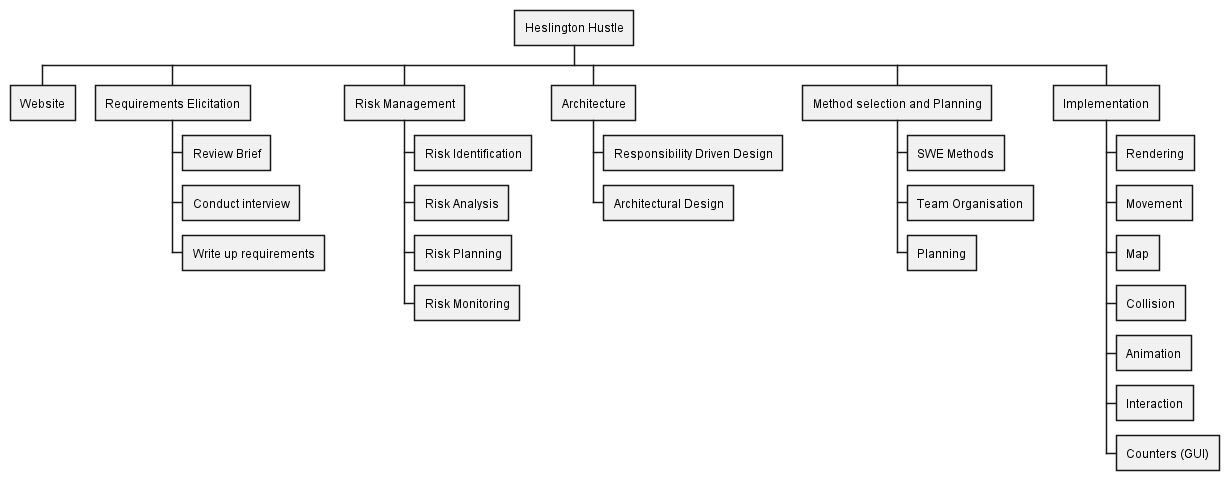 Heslington Hustle
Website
Requirements Elicitation
Risk Management
Architecture
Method selection and Planning
Implementation
Review Brief
Conduct interview
Write up requirements
Risk Identification
Risk Analysis
Risk Planning
Risk Monitoring
Responsibility Driven Design
Architectural Design
SWE Methods
Team Organisation
Planning
Rendering
Movement
Map
Collision
Animation
Interaction
Counters (GUI)